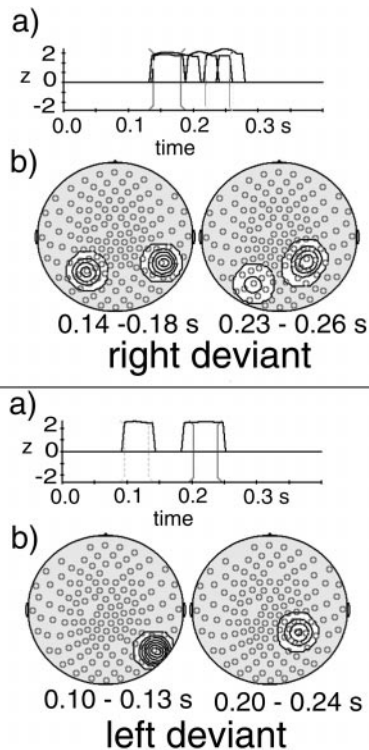 a)
2
z 0
-2
0.0 0.1 0.2 0.3 s
time
b)
0.14 -0.18 s 0.23 - 0.26 s
right deviant
a)
2
z 0
-2
0.0 0.1 0.2 0.3 s
time
b)
0.10 - 0.13 s 0.20 - 0.24 s
left deviant